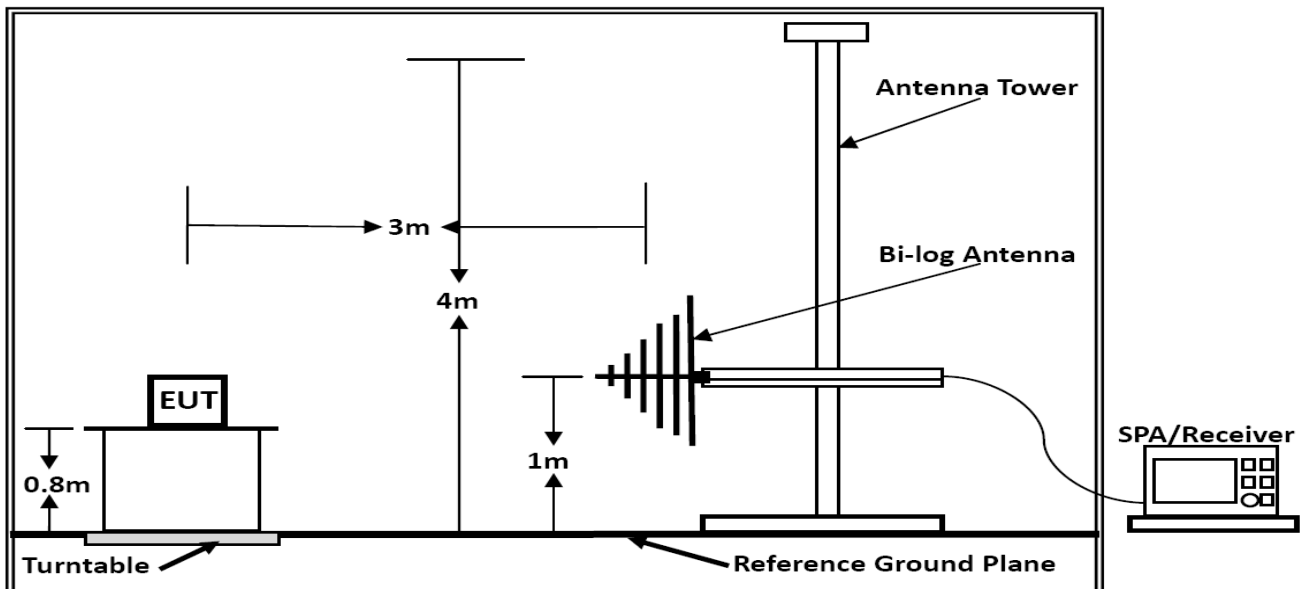 Antenna Tower
3m
Bi-log Antenna
4m
EUT
SPA/Receiver
1m
0.8m
Turntable
Reference Ground Plane